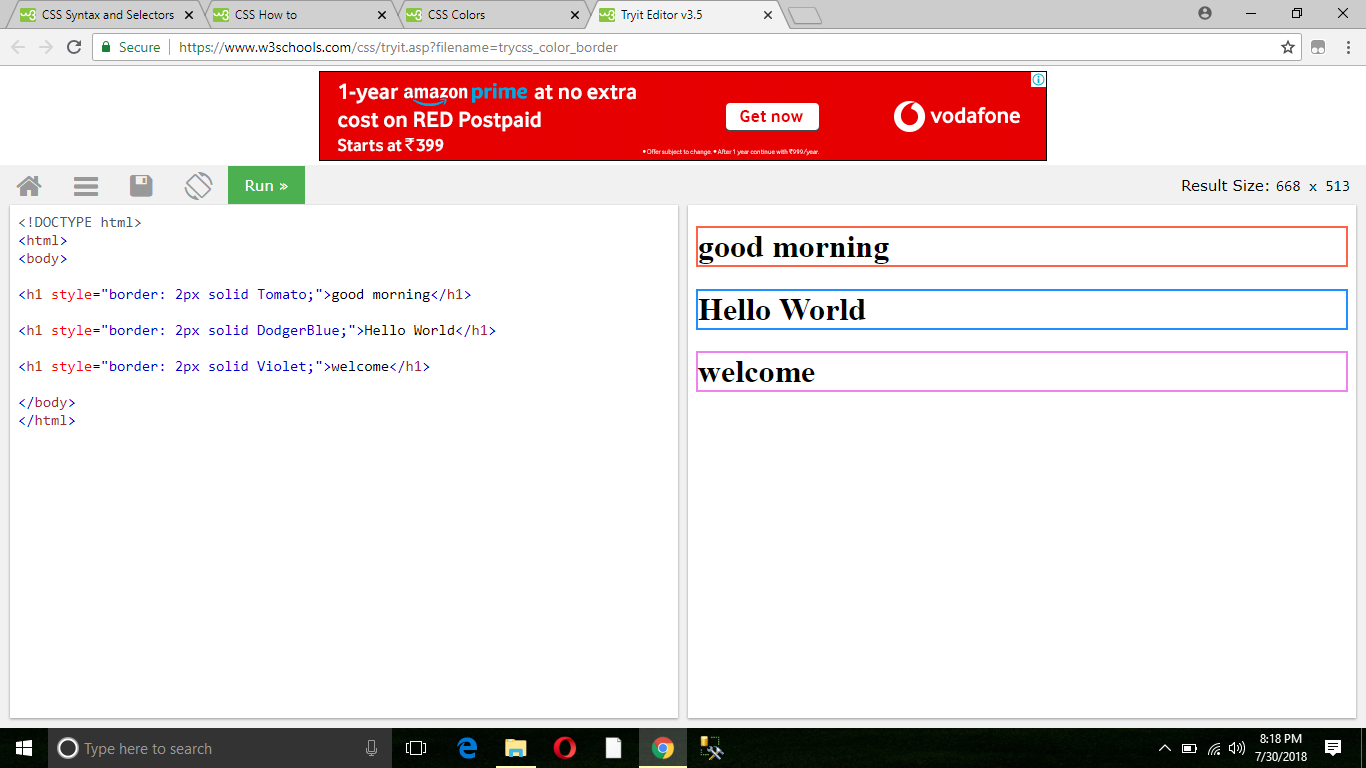 CSS Syntax and Selectors
CSS How to
CSS Colors
Tryit Editor v3.5
Secure
https://www.w3schools.com/css/tryit.asp?filename=trycss_color_border
1-year amazon prime at no extra
cost on RED Postpaid
Starts at ₹399
Get now
vodafone
• Offer subject to change. • After 1 year continue with ₹999/year.
Run »
Result Size: 668 x 513
<!DOCTYPE html>
<html>
<body>
<h1 style="border: 2px solid Tomato;">good morning</h1>
<h1 style="border: 2px solid DodgerBlue;">Hello World</h1>
<h1 style="border: 2px solid Violet;">welcome</h1>
</body>
</html>
good morning
Hello World
welcome
Type here to search
8:18 PM
7/30/2018